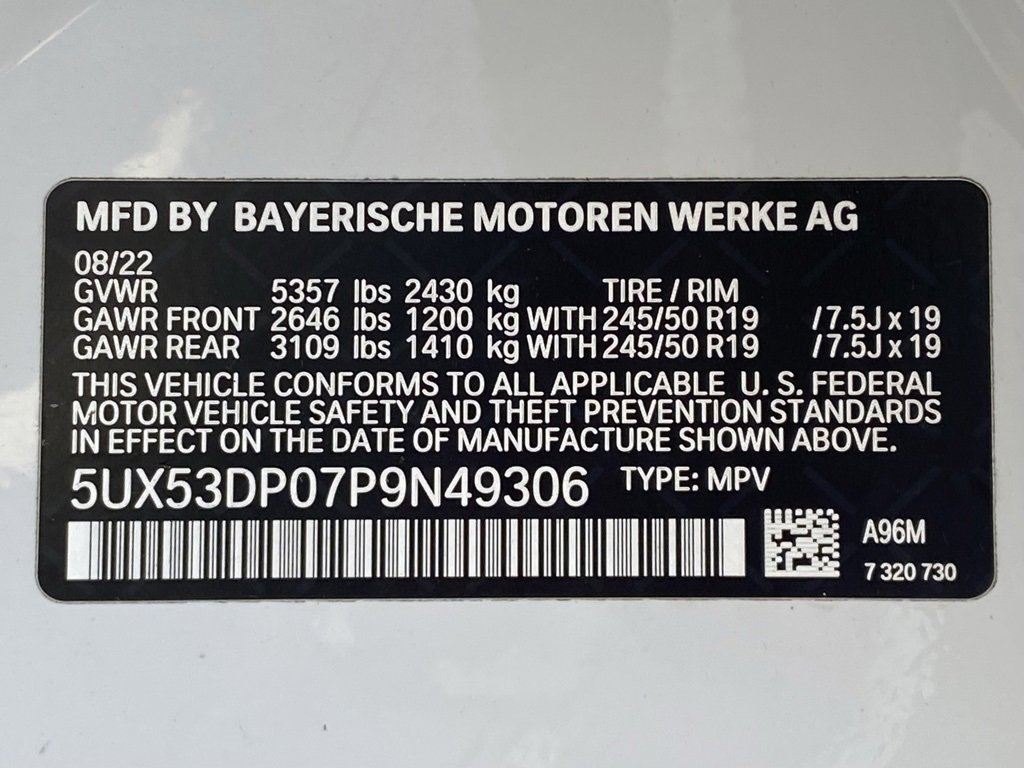 MFD BY BAYERISCHE MOTOREN WERKE AG
08/22
GVWR 5357 lbs 2430 kg TIRE / RIM
GAWR FRONT 2646 lbs 1200 kg WITH 245/50 R19 /7.5J x 19
GAWR REAR 3109 lbs 1410 kg WITH 245/50 R19 /7.5J x 19
THIS VEHICLE CONFORMS TO ALL APPLICABLE U. S. FEDERAL
MOTOR VEHICLE SAFETY AND THEFT PREVENTION STANDARDS
IN EFFECT ON THE DATE OF MANUFACTURE SHOWN ABOVE.
5UX53DP07P9N49306 TYPE: MPV
A96M
7 320 730